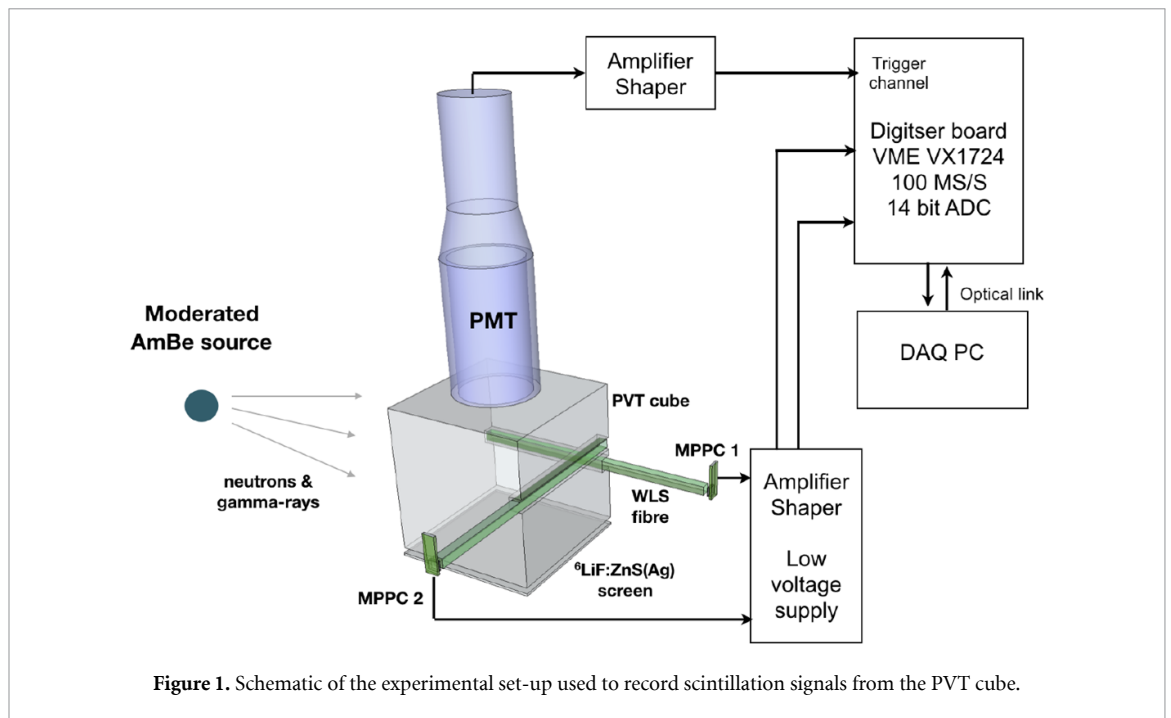 Amplifier
Shaper
Trigger
channel
Digitser board
VME VX1724
100 MS/S
14 bit ADC
Optical link
DAQ PC
Moderated
AmBe source
neutrons &
gamma-rays
PMT
PVT cube
MPPC 1
WLS
fibre
⁶LiF:ZnS(Ag)
screen
MPPC 2
Amplifier
Shaper
Low
voltage
supply
Figure 1. Schematic of the experimental set-up used to record scintillation signals from the PVT cube.